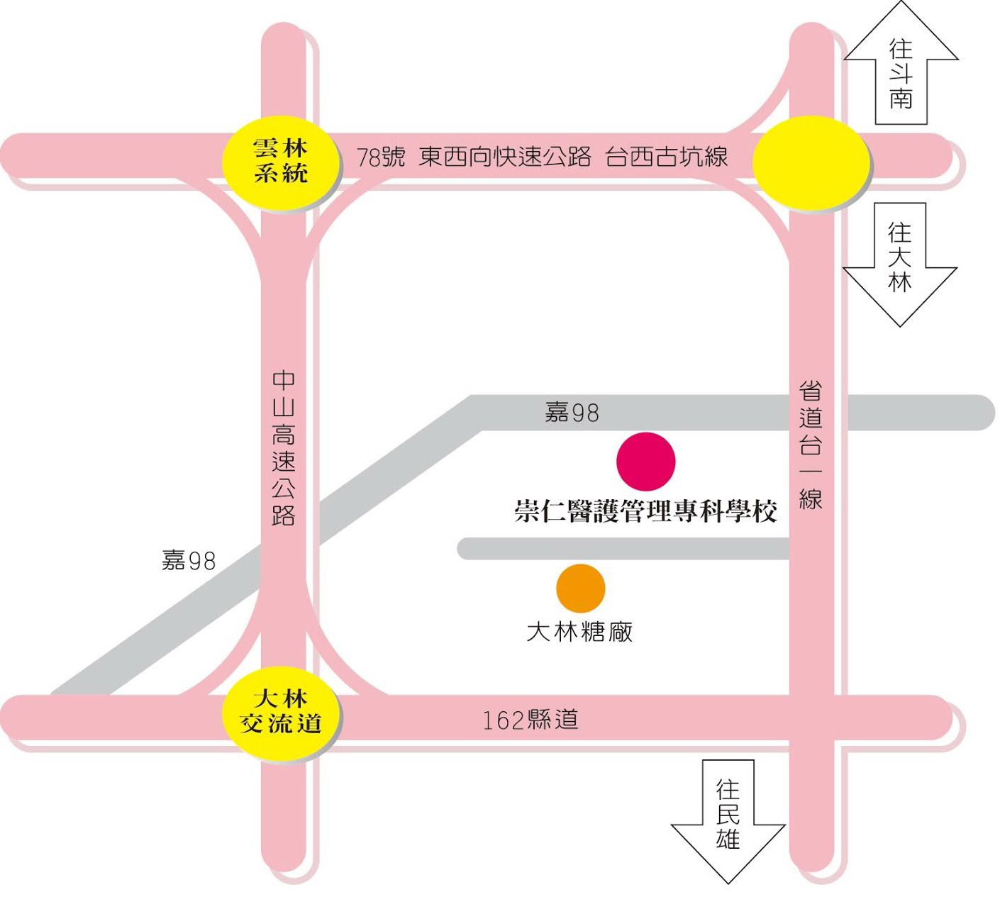 往斗南
雲林
系統
78號 東西向快速公路 台西古坑線
往大林
中山高速公路
省道台一線
嘉98
崇仁醫護管理專科學校
嘉98
大林糖廠
大林
交流道
162縣道
往民雄